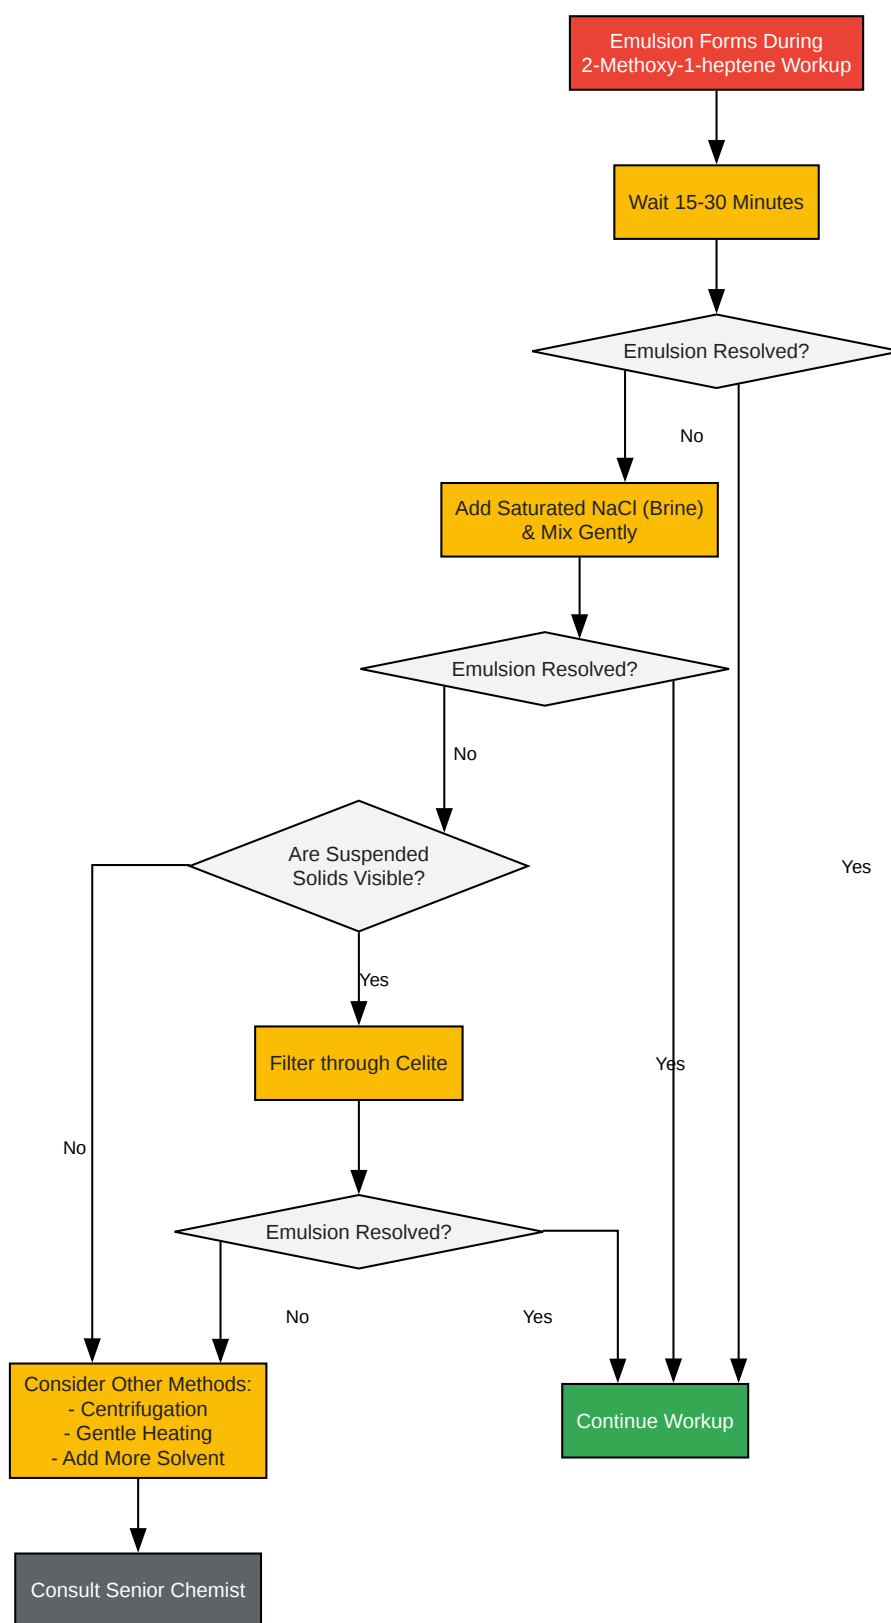 Emulsion Forms During
2-Methoxy-1-heptene Workup
Wait 15-30 Minutes
Emulsion Resolved?
No
Add Saturated NaCl (Brine)
& Mix Gently
Emulsion Resolved?
No
Are Suspended
Solids Visible?
Yes
Yes
Filter through Celite
Yes
No
Emulsion Resolved?
No
Yes
Consider Other Methods:
- Centrifugation
- Gentle Heating
- Add More Solvent
Continue Workup
Consult Senior Chemist